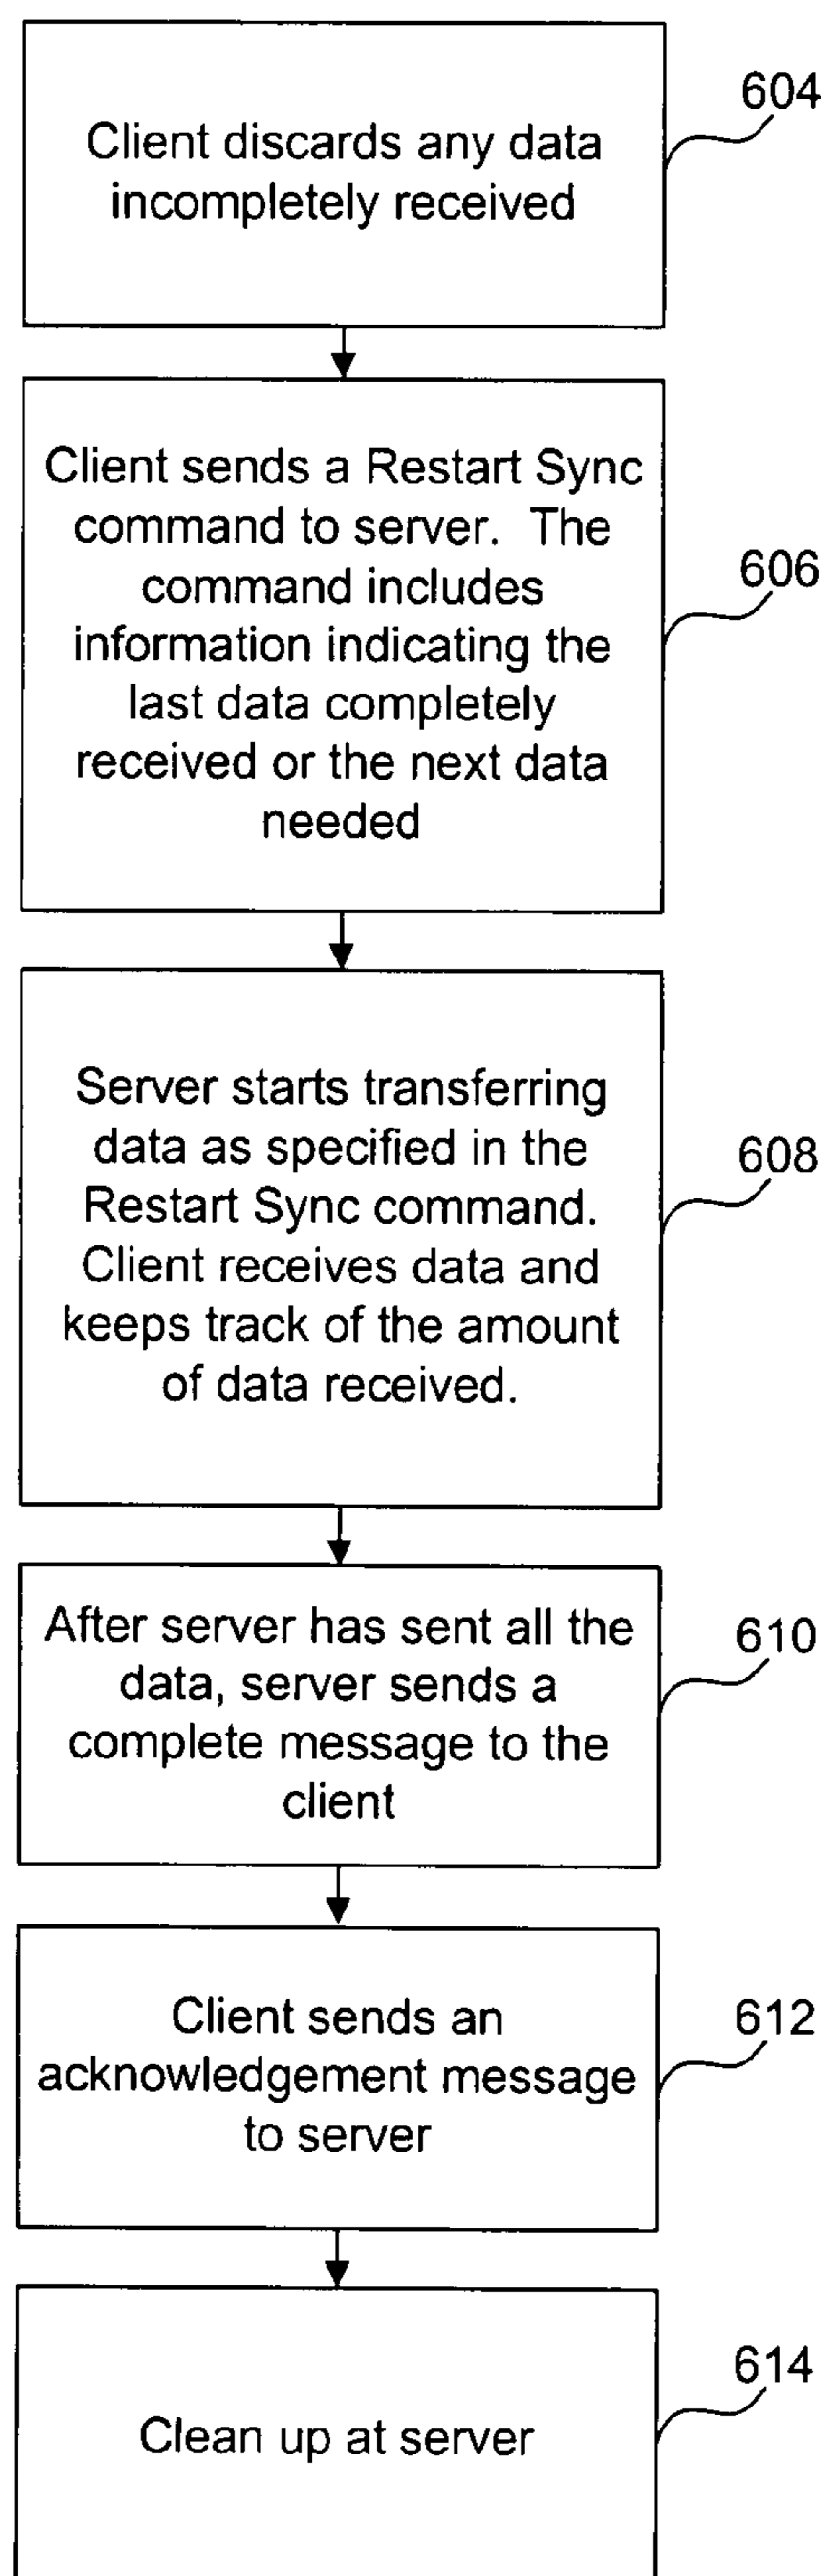 604
Client discards any data
incompletely received
Client sends a Restart Sync
command to server. The
command includes
information indicating the
last data completely
received or the next data
needed
606
Server starts transferring
data as specified in the
Restart Sync command.
Client receives data and
keeps track of the amount
of data received.
608
After server has sent all the
data, server sends a
complete message to the
client
610
Client sends an
acknowledgement message
to server
612
Clean up at server
614